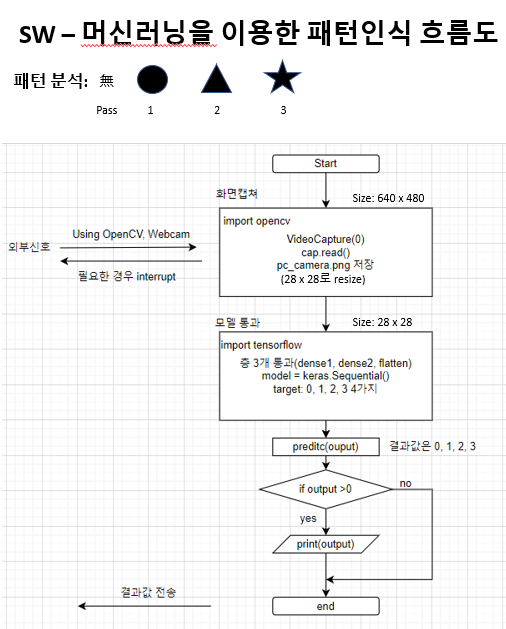 SW – 머신러닝을 이용한 패턴인식 흐름도
패턴 분석: 無
Pass 1 2 3
Start
화면캡쳐
Size: 640 x 480
import opencv
VideoCapture(0)
cap.read()
pc_camera.png 저장
(28 x 28로 resize)
Using OpenCV, Webcam
외부신호
필요한 경우 interrupt
모델 통과
Size: 28 x 28
import tensorflow
층 3개 통과(dense1, dense2, flatten)
model = keras.Sequential()
target: 0, 1, 2, 3 4가지
preditc(ouput)
결과값은 0, 1, 2, 3
if output >0
no
yes
print(output)
결과값 전송
end